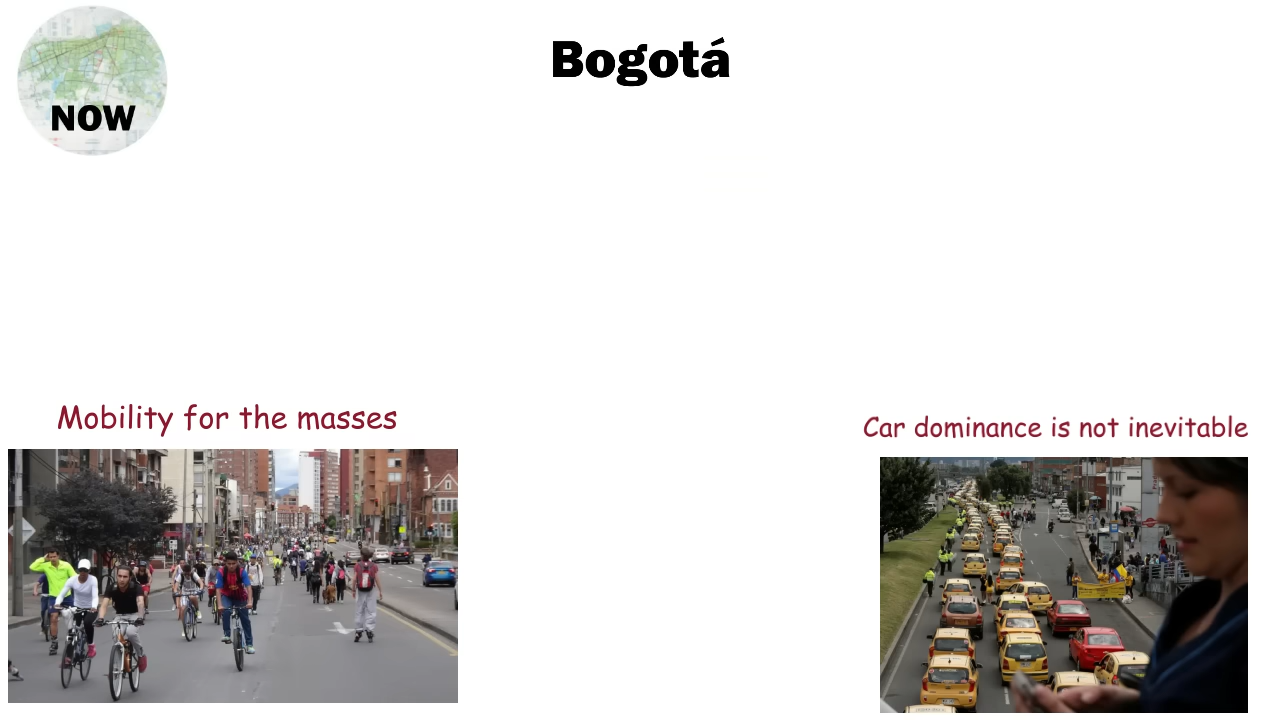 NOW
Bogotá
Mobility for the masses
Car dominance is not inevitable